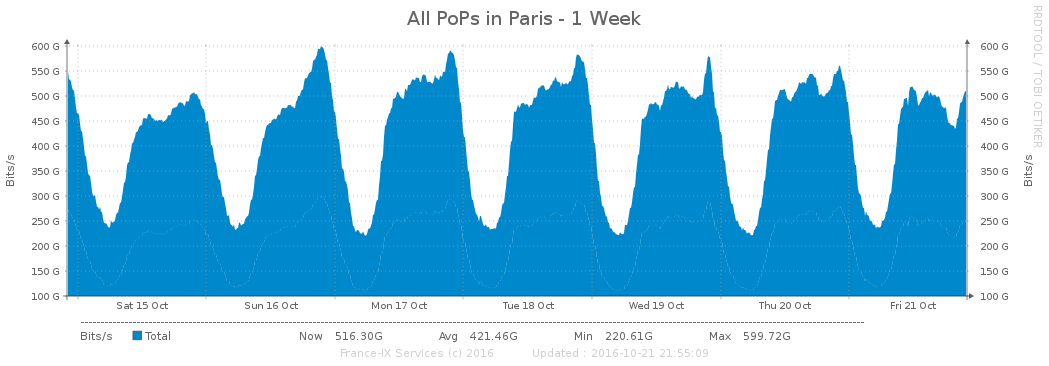 All PoPs in Paris - 1 Week
RRDTOOL / TOBI OETIKER
Bits/s
600 G
550 G
500 G
450 G
400 G
350 G
300 G
250 G
200 G
150 G
100 G
600 G
550 G
500 G
450 G
400 G
350 G
300 G
250 G
200 G
150 G
100 G
Bits/s
Sat 15 Oct Sun 16 Oct Mon 17 Oct Tue 18 Oct Wed 19 Oct Thu 20 Oct Fri 21 Oct
Bits/s Total Now 516.30G Avg 421.46G Min 220.61G Max 599.72G
France-IX Services (c) 2016 Updated : 2016-10-21 21:55:09